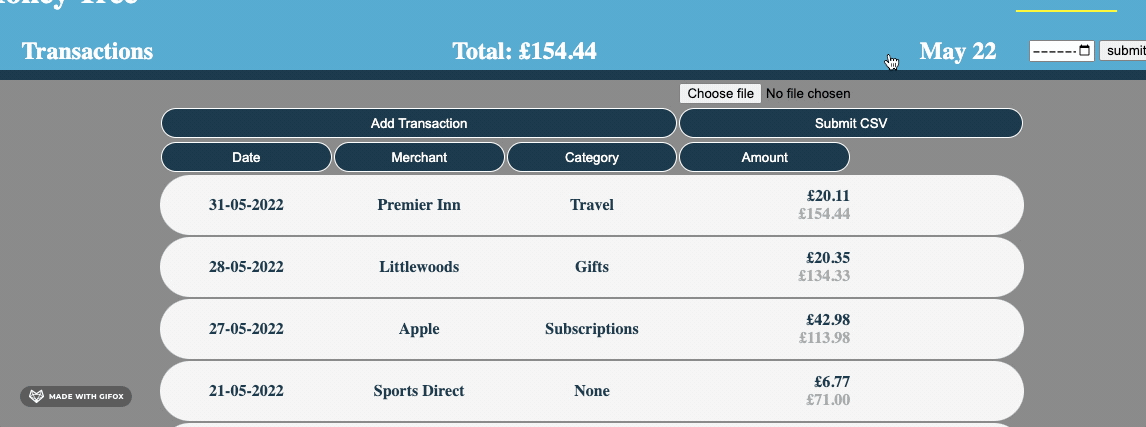 Money Tree
Transactions
Total: £154.44
May 22
submit
Choose file No file chosen
Add Transaction
Submit CSV
Date
Merchant
Category
Amount
31-05-2022
Premier Inn
Travel
£20.11
£154.44
28-05-2022
Littlewoods
Gifts
£20.35
£134.33
27-05-2022
Apple
Subscriptions
£42.98
£113.98
21-05-2022
Sports Direct
None
£6.77
£71.00
MADE WITH GIFOX